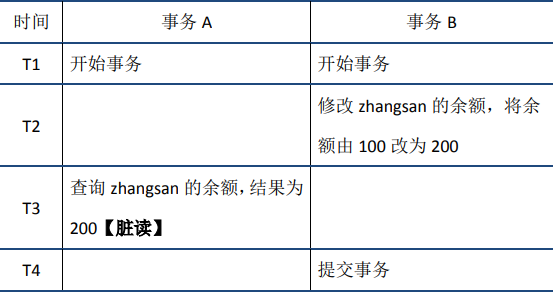 时间 事务 A 事务 B
T1 开始事务 开始事务
T2 修改 zhangsan 的余额，将余
额由 100 改为 200
T3 查询 zhangsan 的余额，结果为
200【脏读】
T4 提交事务